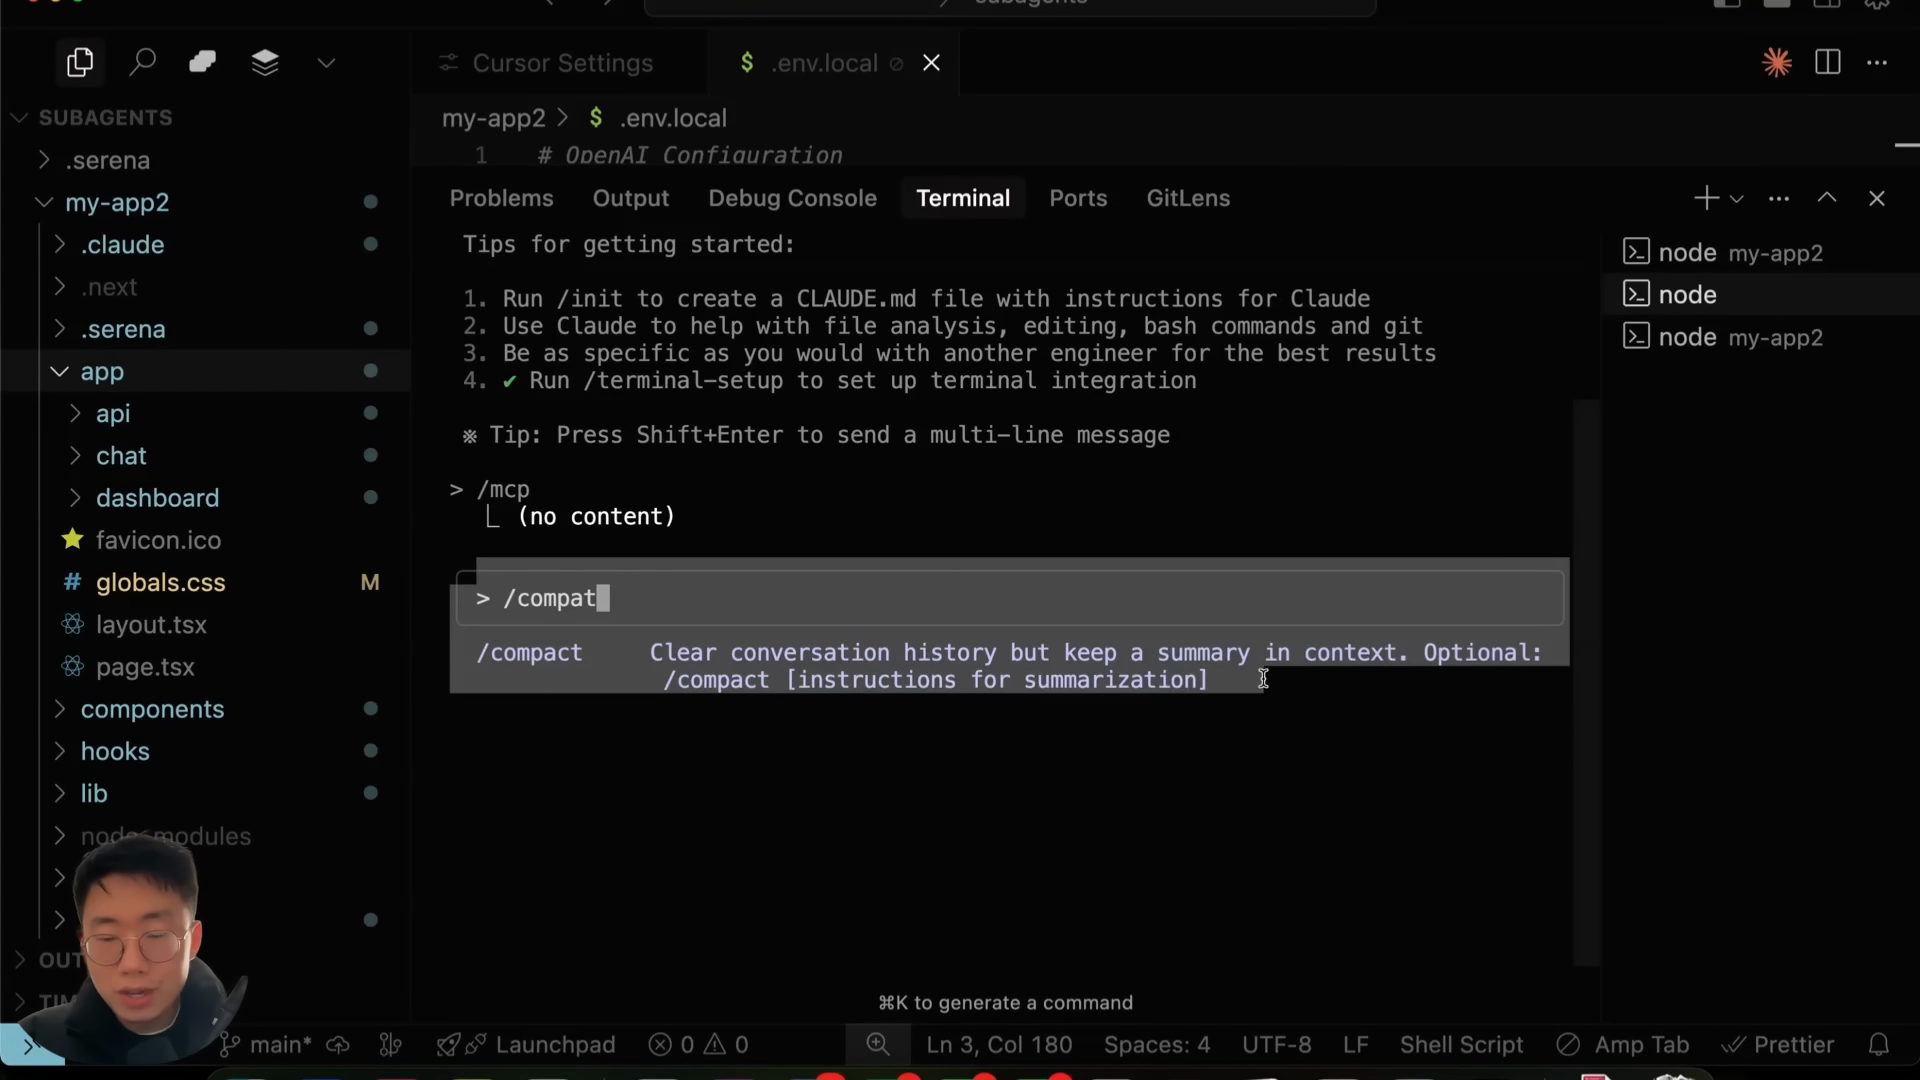 subagents
Cursor Settings
$ .env.local
SUBAGENTS
my-app2 > $ .env.local
.serena
1 # OpenAI Configuration
my-app2
Problems Output Debug Console Terminal Ports GitLens
.claude
Tips for getting started:
node my-app2
.next
1. Run /init to create a CLAUDE.md file with instructions for Claude
node
.serena
2. Use Claude to help with file analysis, editing, bash commands and git
node my-app2
3. Be as specific as you would with another engineer for the best results
app
4. ✔ Run /terminal-setup to set up terminal integration
api
※ Tip: Press Shift+Enter to send a multi-line message
chat
> /mcp
dashboard
(no content)
favicon.ico
# globals.css M
> /compat
layout.tsx
/compact Clear conversation history but keep a summary in context. Optional:
page.tsx
/compact [instructions for summarization]
components
hooks
lib
node_modules
OUT
TIM
⌘K to generate a command
main* Launchpad 0 0 Ln 3, Col 180 Spaces: 4 UTF-8 LF Shell Script Amp Tab Prettier